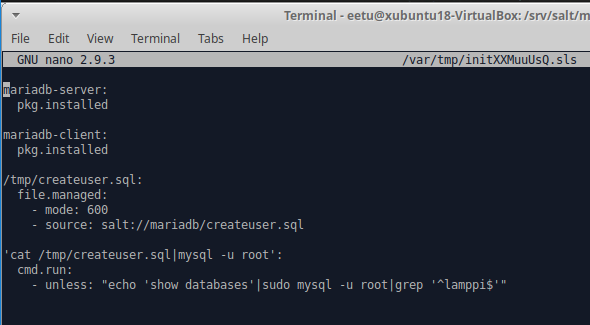 Terminal - eetu@xubuntu18-VirtualBox: /srv/salt/m
File Edit View Terminal Tabs Help
GNU nano 2.9.3 /var/tmp/initXXMuuUsQ.sls
mariadb-server:
pkg.installed
mariadb-client:
pkg.installed
/tmp/createuser.sql:
file.managed:
- mode: 600
- source: salt://mariadb/createuser.sql
'cat /tmp/createuser.sql|mysql -u root':
cmd.run:
- unless: "echo 'show databases'|sudo mysql -u root|grep '^lamppi$'"